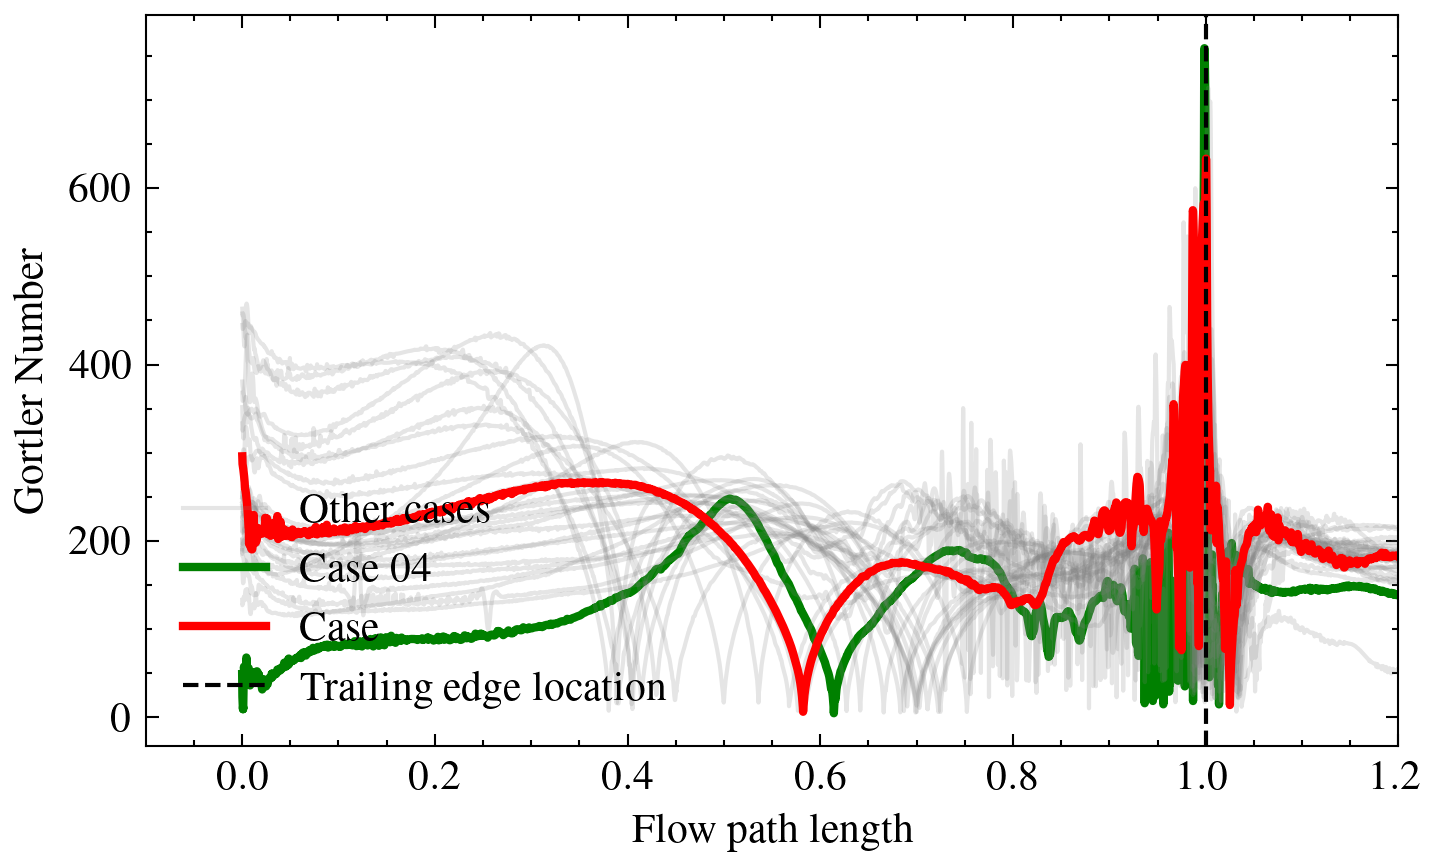 600
400
200
0
Gortler Number
Other cases
Case 04
Case
Trailing edge location
0.0 0.2 0.4 0.6 0.8 1.0 1.2
Flow path length